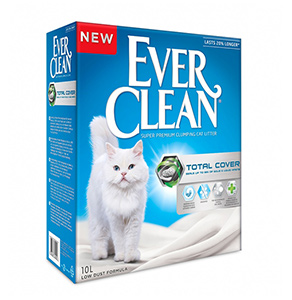 NEW
LASTS 20% LONGER*
EVER
CLEAN
SUPER PREMIUM CLUMPING CAT LITTER
TOTAL COVER
10L
LOW DUST FORMULA